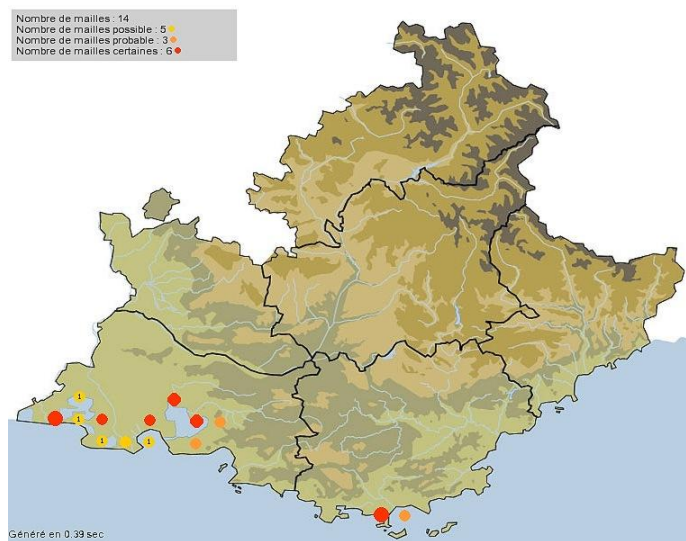 Nombre de mailles : 14
Nombre de mailles possible : 5
Nombre de mailles probable : 3
Nombre de mailles certaines : 6
1
1
1
1
Généré en 0.39 sec